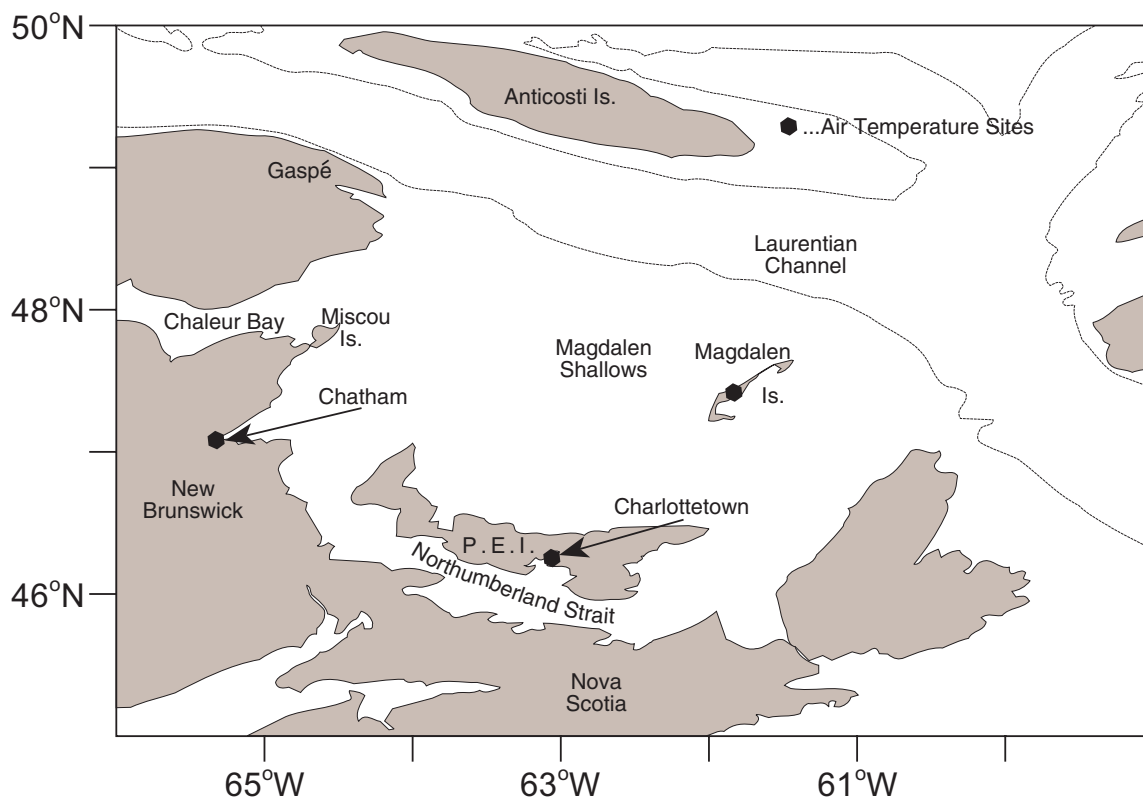 50°N
Anticosti Is.
...Air Temperature Sites
Gaspé
Laurentian
Channel
48°N
Chaleur Bay
Miscou
Is.
Magdalen
Shallows
Magdalen
Is.
Chatham
New
Brunswick
Charlottetown
P.E.I.
Northumberland Strait
46°N
Nova
Scotia
65°W
63°W
61°W